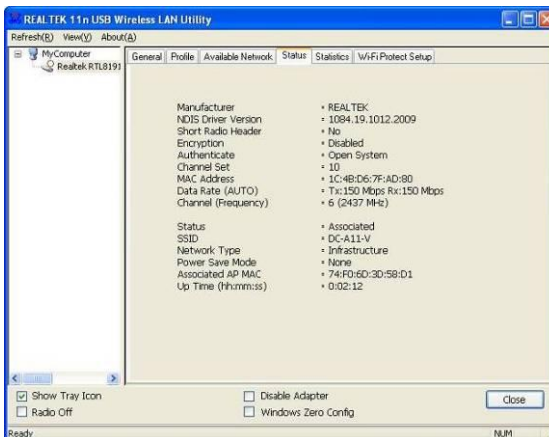 REALTEK 11n USB Wireless LAN Utility
Refresh(R) View(V) About(A)
MyComputer
Realtek RTL8191
General Profile Available Network Status Statistics Wi-Fi Protect Setup
Manufacturer = REALTEK
NDIS Driver Version = 1084.19.1012.2009
Short Radio Header = No
Encryption = Disabled
Authenticate = Open System
Channel Set = 10
MAC Address = 1C:4B:D6:7F:AD:80
Data Rate (AUTO) = Tx:150 Mbps Rx:150 Mbps
Channel (Frequency) = 6 (2437 MHz)
Status = Associated
SSID = DC-A11-V
Network Type = Infrastructure
Power Save Mode = None
Associated AP MAC = 74:F0:6D:3D:58:D1
Up Time (hh:mm:ss) = 0:02:12
Show Tray Icon
Disable Adapter
Close
Radio Off
Windows Zero Config
Ready
NUM